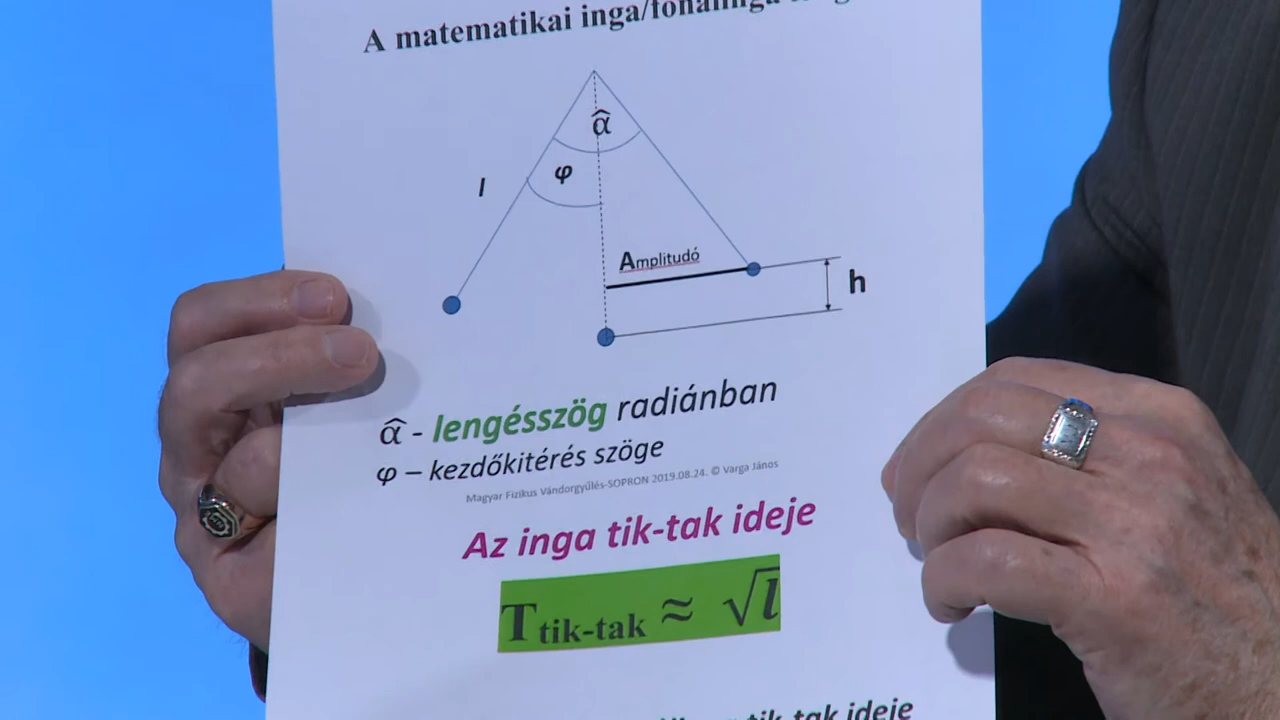 A matematikai inga/fonálinga
α̂
φ
l
Amplitudó
h
α̂ - lengésszög radiánban
φ – kezdőkitérés szöge
Magyar Fizikus Vándorgyűlés-SOPRON 2019.08.24. © Varga János
Az inga tik-tak ideje
Ttik-tak ≈ √l
tik-tak ideje